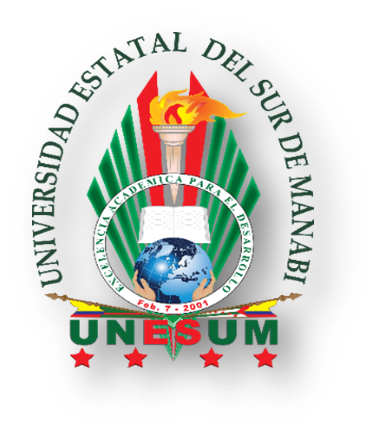 UNIVERSIDAD ESTATAL DEL SUR DE MANABI
EXCELENCIA ACADEMICA PARA EL DESARROLLO
Feb. 7 - 2001
UNESUM